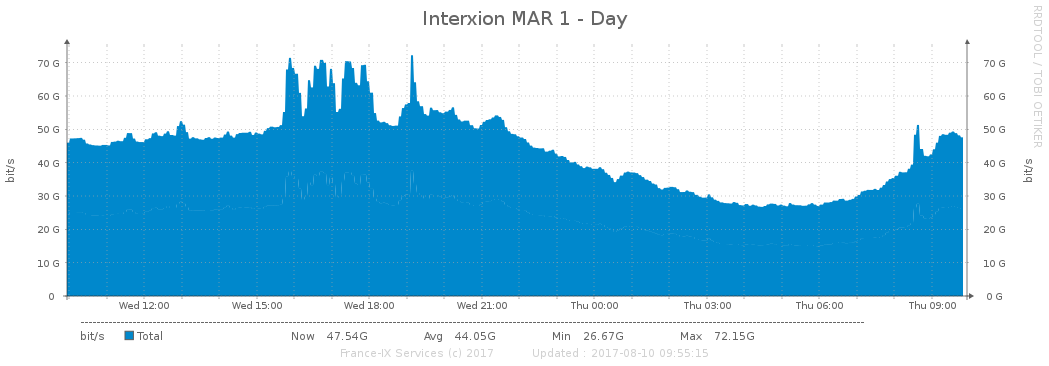 Interxion MAR 1 - Day
RRDTOOL / TOBI OETIKER
bit/s
70 G 70 G
60 G 60 G
50 G 50 G
40 G 40 G
30 G 30 G
20 G 20 G
10 G 10 G
0 0 G
bit/s
Wed 12:00 Wed 15:00 Wed 18:00 Wed 21:00 Thu 00:00 Thu 03:00 Thu 06:00 Thu 09:00
bit/s Total Now 47.54G Avg 44.05G Min 26.67G Max 72.15G
France-IX Services (c) 2017 Updated : 2017-08-10 09:55:15